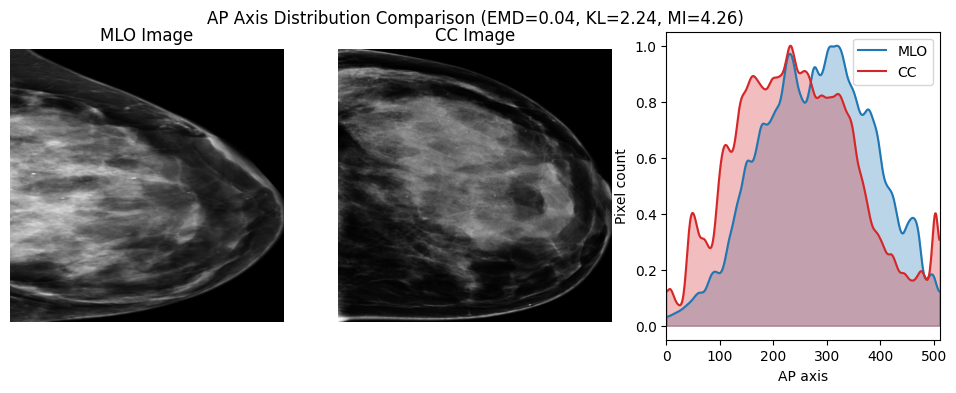 AP Axis Distribution Comparison (EMD=0.04, KL=2.24, MI=4.26)
MLO Image
CC Image
MLO
CC
Pixel count
1.0
0.8
0.6
0.4
0.2
0.0
0 100 200 300 400 500
AP axis